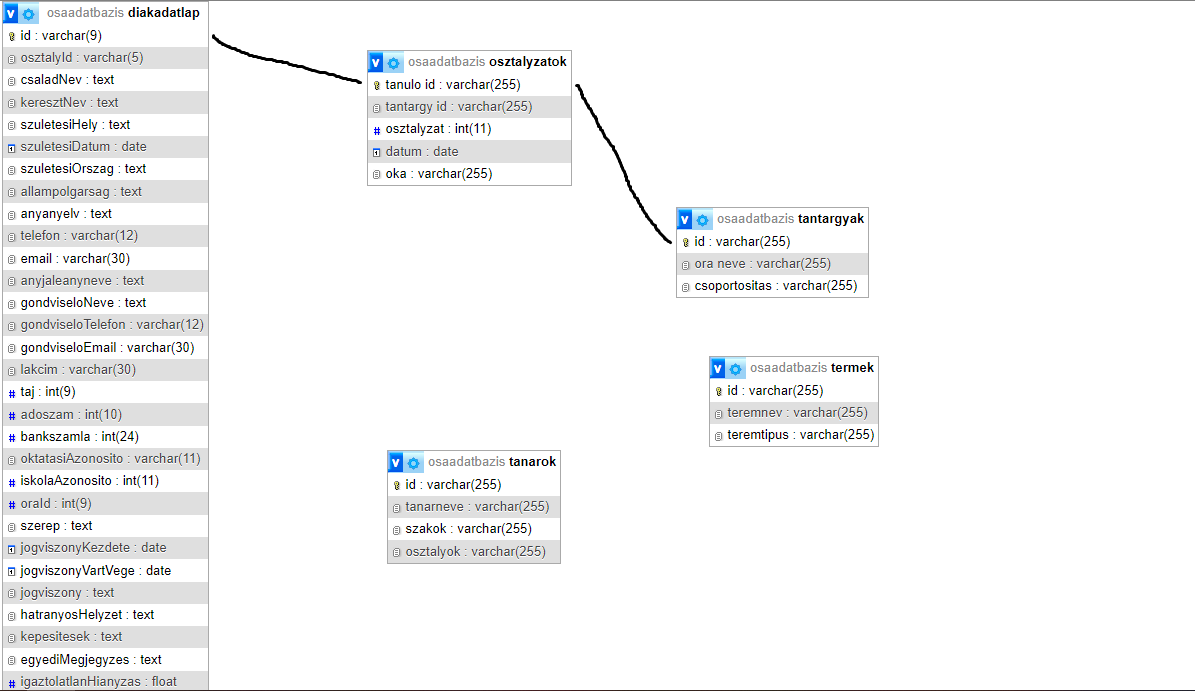 osaadatbazis diakadatlap
id : varchar(9)
osztalyId : varchar(5)
csaladNev : text
keresztNev : text
szuletesiHely : text
szuletesiDatum : date
szuletesiOrszag : text
allampolgarsag : text
anyanyelv : text
telefon : varchar(12)
email : varchar(30)
anyjaleanyneve : text
gondviseloNeve : text
gondviseloTelefon : varchar(12)
gondviseloEmail : varchar(30)
lakcim : varchar(30)
taj : int(9)
adoszam : int(10)
bankszamla : int(24)
oktatasiAzonosito : varchar(11)
iskolaAzonosito : int(11)
oraId : int(9)
szerep : text
jogviszonyKezdete : date
jogviszonyVartVege : date
jogviszony : text
hatranyosHelyzet : text
kepesitesek : text
egyediMegjegyzes : text
igaztolatlanHianyzas : float
osaadatbazis osztalyzatok
tanulo id : varchar(255)
tantargy id : varchar(255)
osztalyzat : int(11)
datum : date
oka : varchar(255)
osaadatbazis tantargyak
id : varchar(255)
ora neve : varchar(255)
csoportositas : varchar(255)
osaadatbazis termek
id : varchar(255)
teremnev : varchar(255)
teremtipus : varchar(255)
osaadatbazis tanarok
id : varchar(255)
tanarneve : varchar(255)
szakok : varchar(255)
osztalyok : varchar(255)